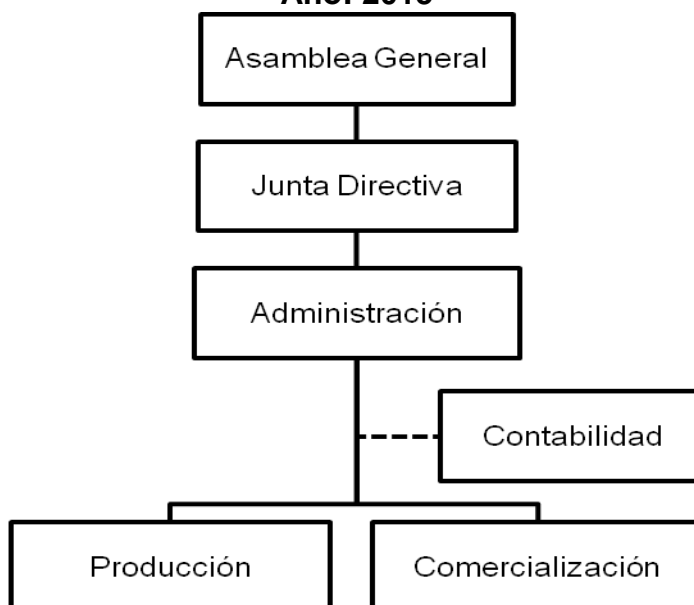 Asamblea General
Junta Directiva
Administración
Contabilidad
Producción
Comercialización